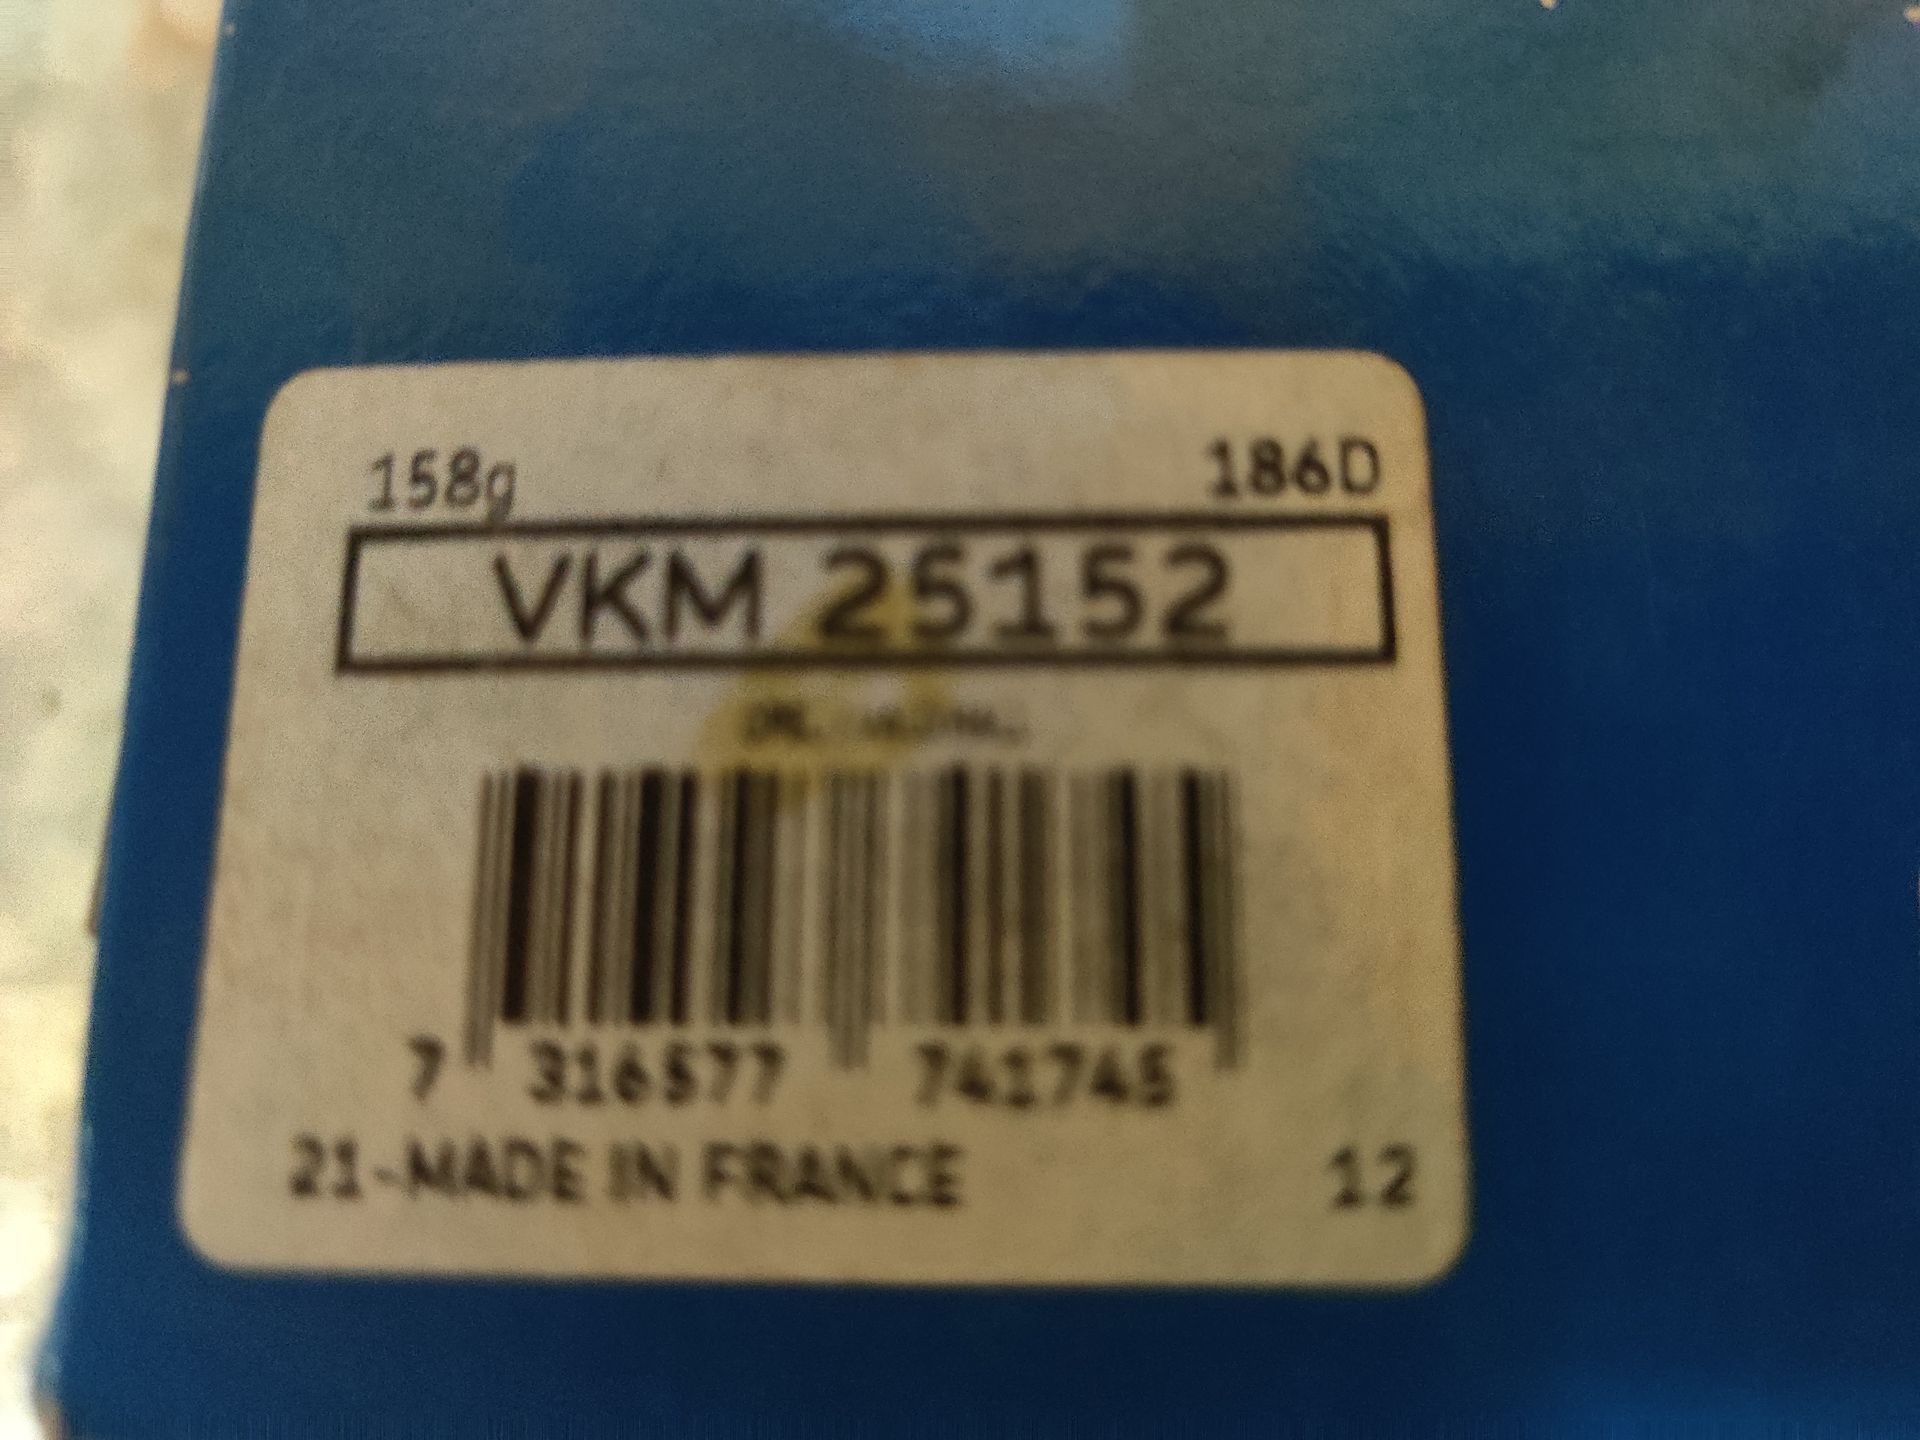 158g 186D
VKM 25152
7 316577 741745
21-MADE IN FRANCE 12